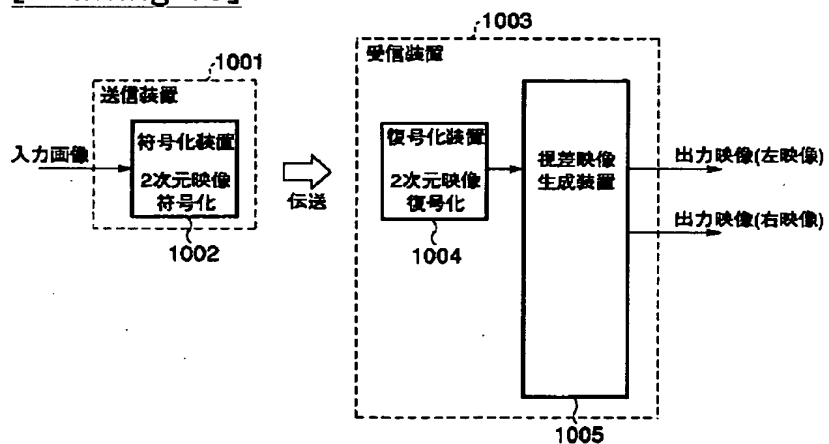 1001
送信装置
入力画像
符号化装置
2次元映像
符号化
1002
伝送
1003
受信装置
復号化装置
2次元映像
復号化
1004
視差映像
生成装置
1005
出力映像(左映像)
出力映像(右映像)